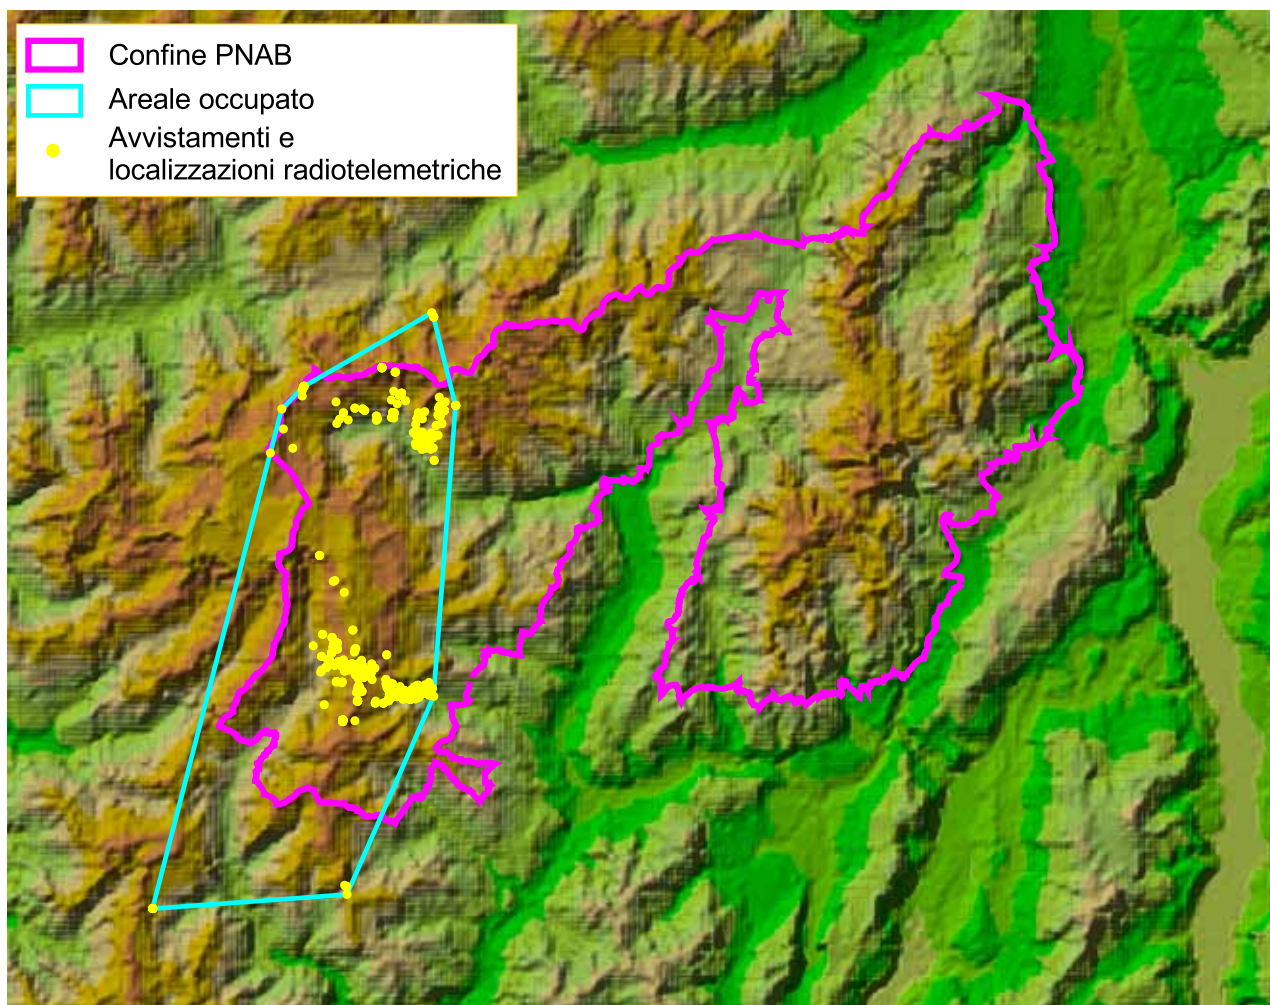 Confine PNAB
Areale occupato
Avvistamenti e
localizzazioni radiotelemetriche